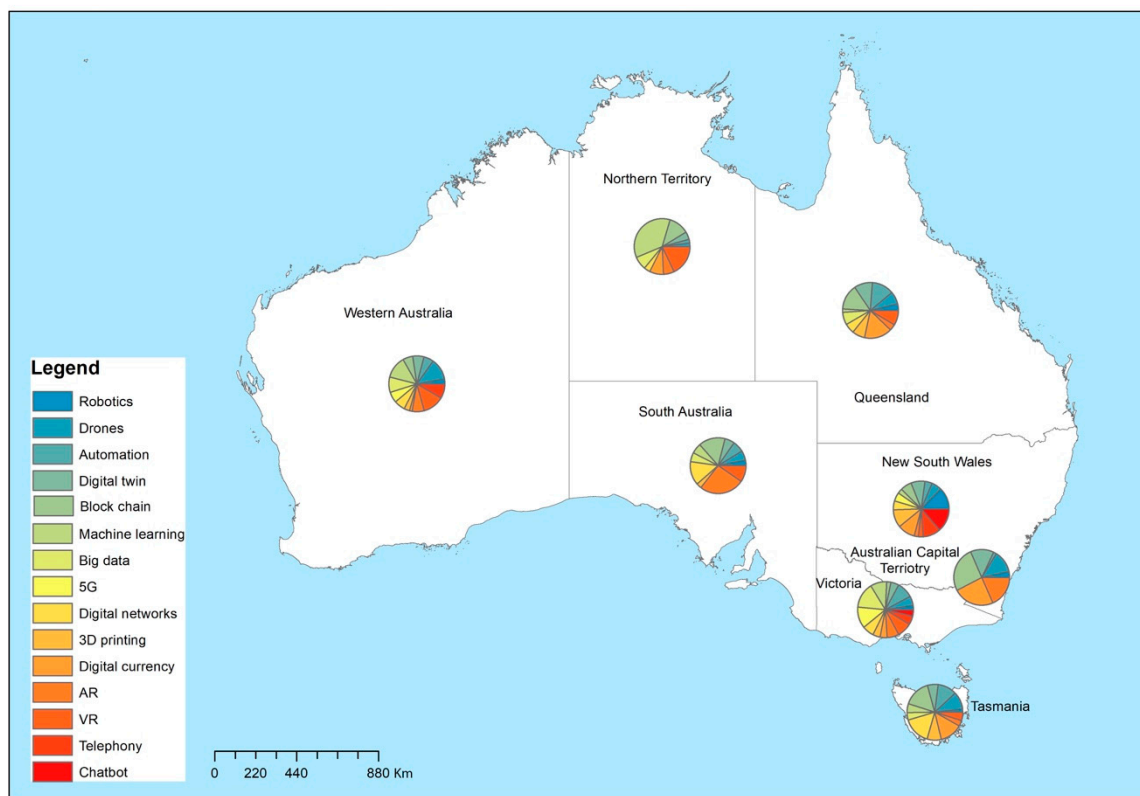 Northern Territory
Western Australia
Queensland
South Australia
New South Wales
Australian Capital
Terriotry
Victoria
Tasmania
Legend
Robotics
Drones
Automation
Digital twin
Block chain
Machine learning
Big data
5G
Digital networks
3D printing
Digital currency
AR
VR
Telephony
Chatbot
0 220 440 880 Km